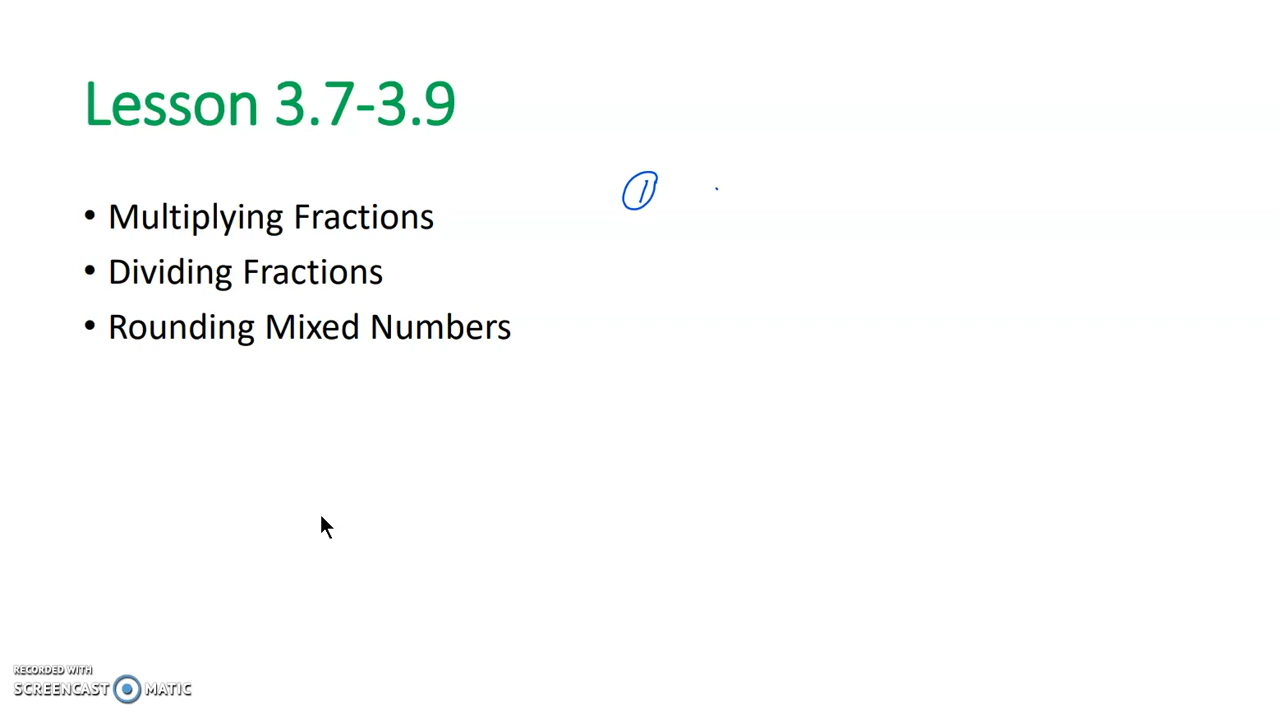 Lesson 3.7-3.9
• Multiplying Fractions
• Dividing Fractions
• Rounding Mixed Numbers
①
RECORDED WITH
SCREENCAST MATIC